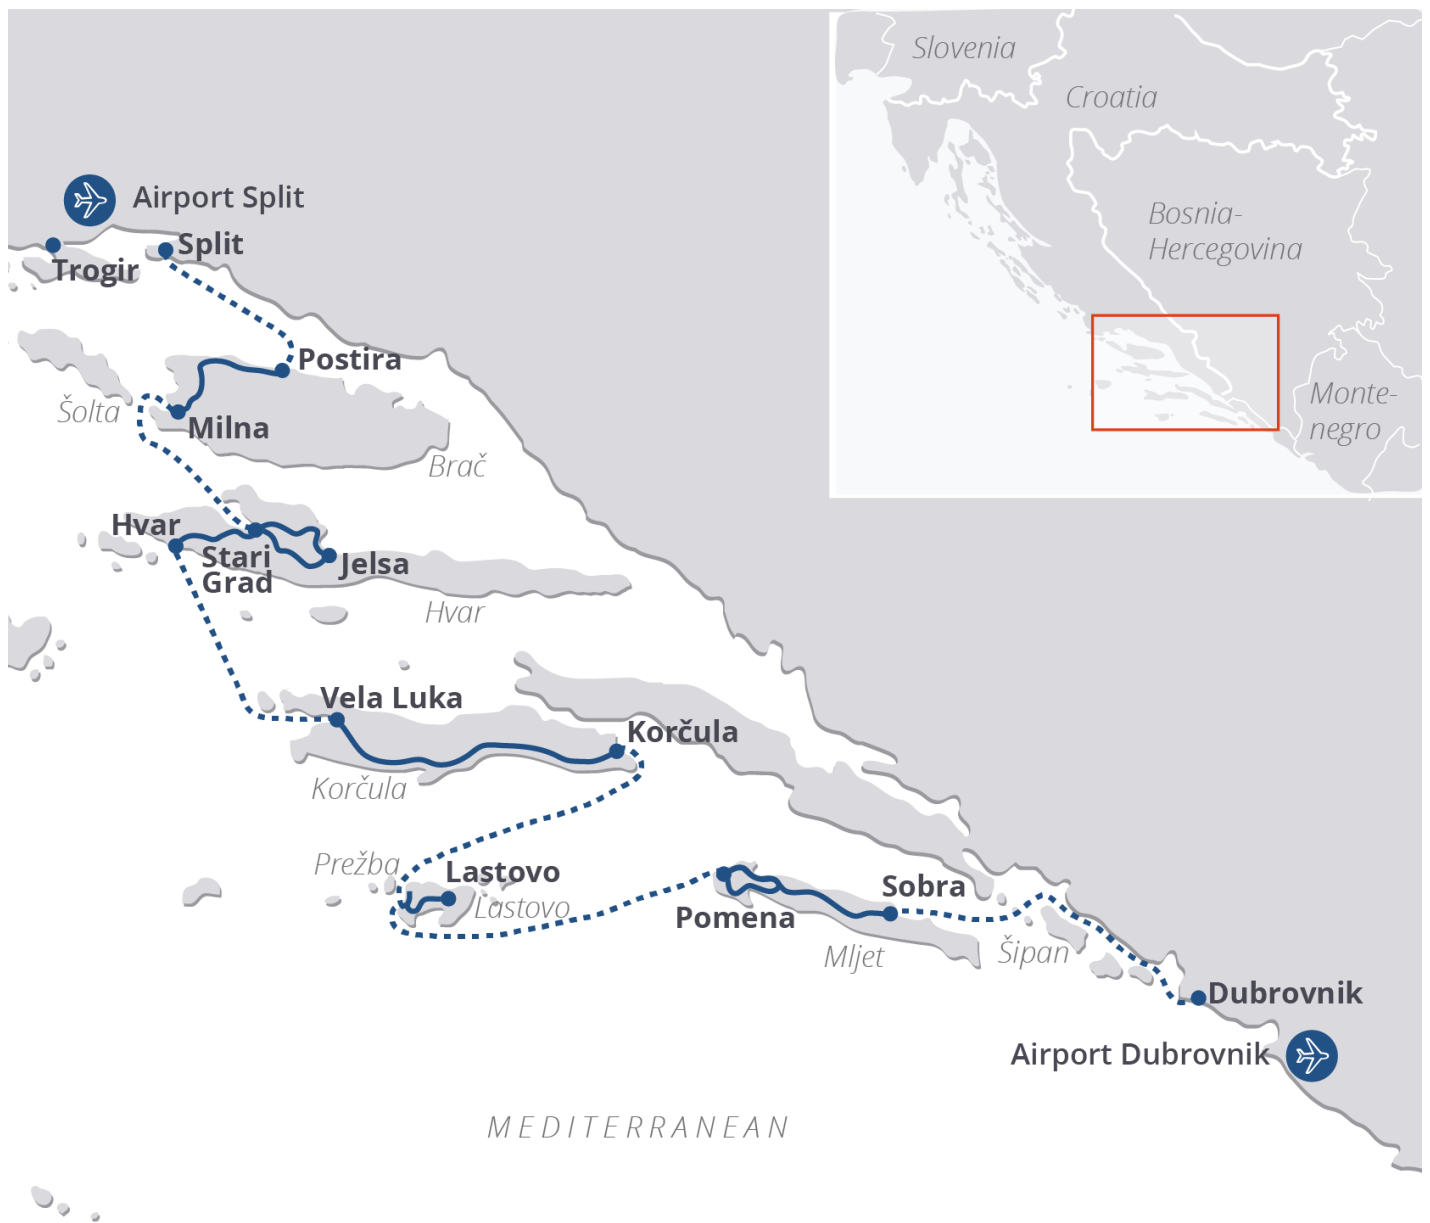 Slovenia
Croatia
Bosnia-
Hercegovina
Monte-
negro
Airport Split
Split
Trogir
Postira
Šolta
Milna
Brač
Hvar
Stari
Grad
Jelsa
Hvar
Vela Luka
Korčula
Korčula
Prežba
Lastovo
Lastovo
Sobra
Pomena
Mljet
Šipan
Dubrovnik
Airport Dubrovnik
MEDITERRANEAN